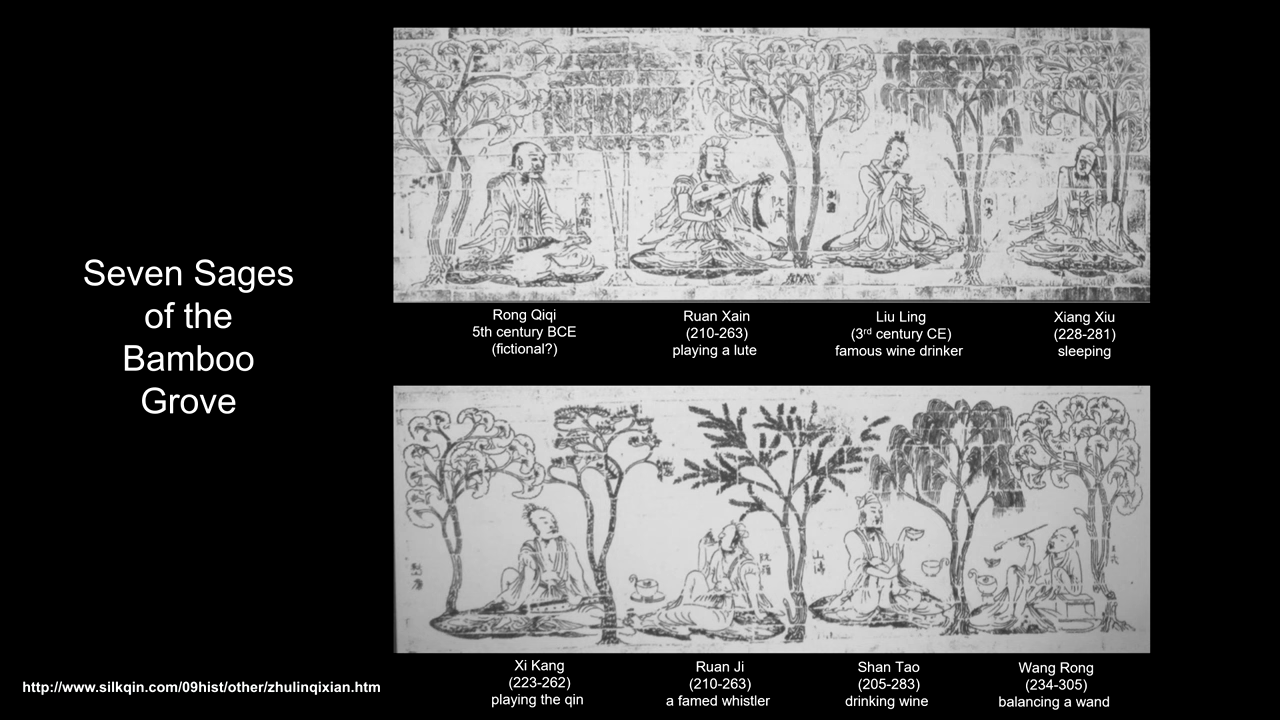 Seven Sages
of the
Bamboo
Grove
Rong Qiqi
5th century BCE
(fictional?)
Ruan Xain
(210-263)
playing a lute
Liu Ling
(3rd century CE)
famous wine drinker
Xiang Xiu
(228-281)
sleeping
Xi Kang
(223-262)
playing the qin
Ruan Ji
(210-263)
a famed whistler
Shan Tao
(205-283)
drinking wine
Wang Rong
(234-305)
balancing a wand
山濤
http://www.silkqin.com/09hist/other/zhulinqixian.htm